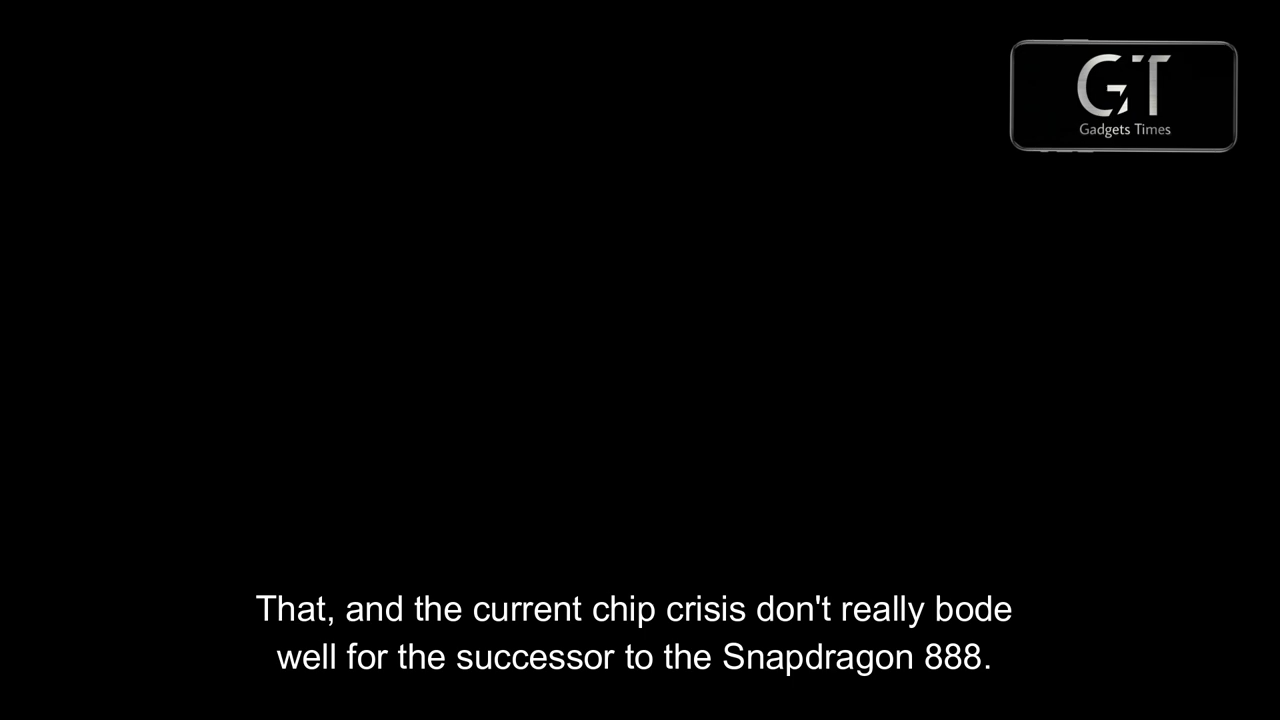 GT
Gadgets Times
That, and the current chip crisis don't really bode
well for the successor to the Snapdragon 888.